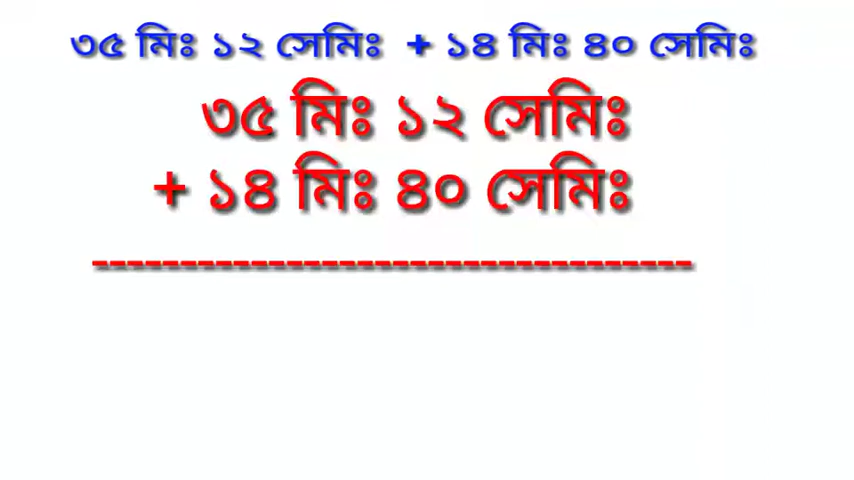 ৩৫ মিঃ ১২ সেমিঃ + ১৪ মিঃ ৪০ সেমিঃ
৩৫ মিঃ ১২ সেমিঃ
+ ১৪ মিঃ ৪০ সেমিঃ
----------------------------------